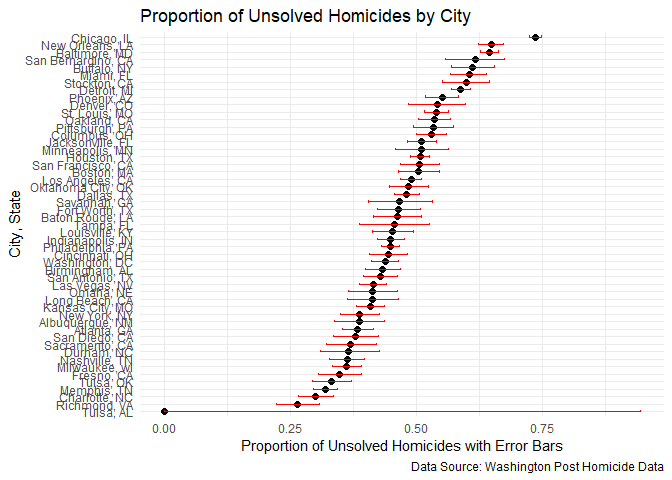 Proportion of Unsolved Homicides by City
Chicago, IL
New Orleans, LA
Baltimore, MD
San Bernardino, CA
Buffalo, NY
Miami, FL
Stockton, CA
Detroit, MI
Phoenix, AZ
Denver, CO
St. Louis, MO
Oakland, CA
Pittsburgh, PA
Columbus, OH
Jacksonville, FL
Minneapolis, MN
Houston, TX
San Francisco, CA
Boston, MA
Los Angeles, CA
Oklahoma City, OK
Dallas, TX
Savannah, GA
Fort Worth, TX
Baton Rouge, LA
Tampa, FL
Louisville, KY
Indianapolis, IN
Philadelphia, PA
Cincinnati, OH
Washington, DC
Birmingham, AL
San Antonio, TX
Las Vegas, NV
Omaha, NE
Long Beach, CA
Kansas City, MO
New York, NY
Albuquerque, NM
Atlanta, GA
San Diego, CA
Sacramento, CA
Durham, NC
Nashville, TN
Milwaukee, WI
Fresno, CA
Tulsa, OK
Memphis, TN
Charlotte, NC
Richmond, VA
Tulsa, AL
City, State
0.00 0.25 0.50 0.75
Proportion of Unsolved Homicides with Error Bars
Data Source: Washington Post Homicide Data